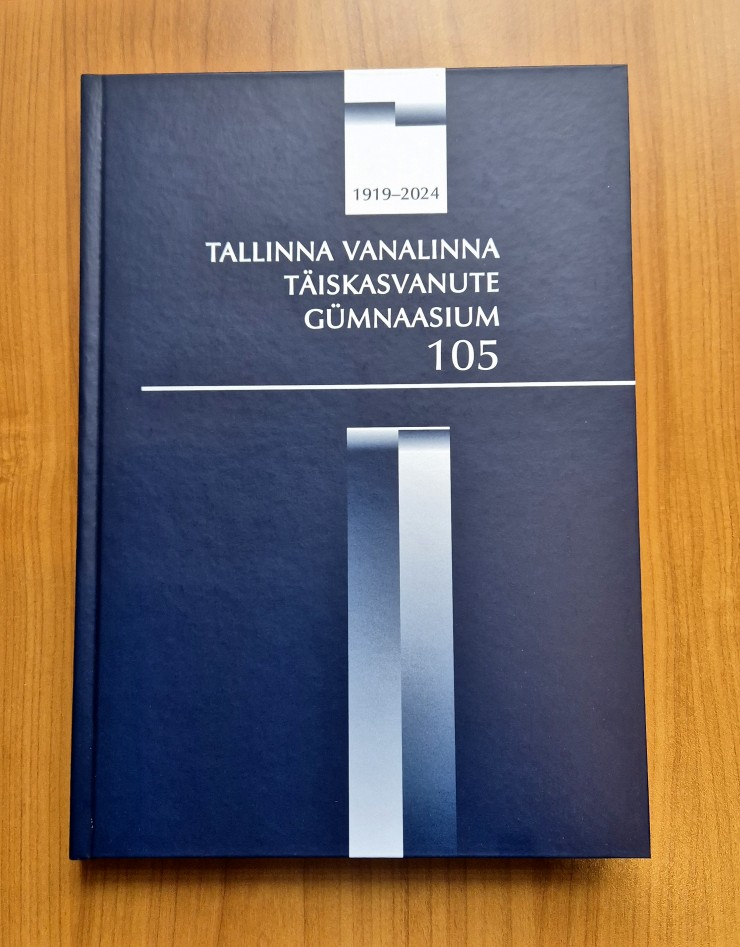 1919–2024
TALLINNA VANALINNA
TÄISKASVANUTE
GÜMNAASIUM
105